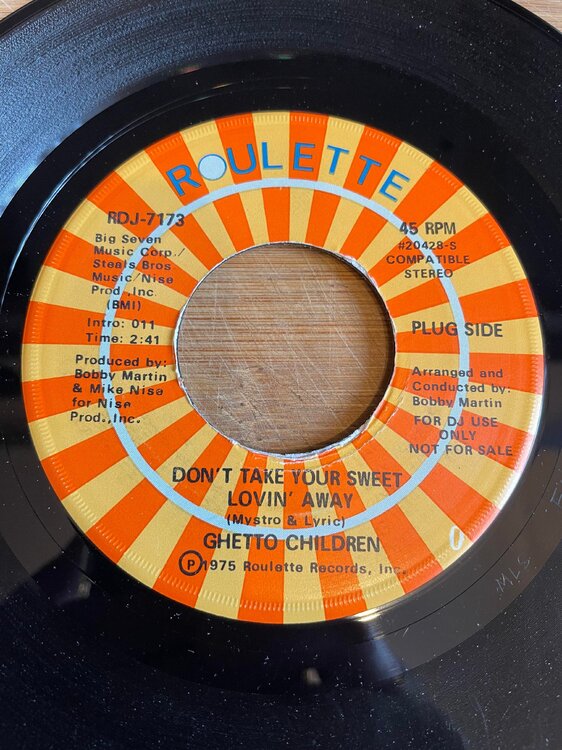 ROULETTE
RDJ-7173
Big Seven
Music Corp./
Steals Bros
Music/Nise
Prod.,Inc.
(BMI)
Intro: 011
Time: 2:41
Produced by:
Bobby Martin
& Mike Nise
for Nise
Prod.,Inc.
45 RPM
#20428-S
COMPATIBLE
STEREO
PLUG SIDE
Arranged and
Conducted by:
Bobby Martin
FOR DJ USE
ONLY
NOT FOR SALE
DON'T TAKE YOUR SWEET
LOVIN' AWAY
(Mystro & Lyric)
GHETTO CHILDREN
℗1975 Roulette Records, Inc.
0